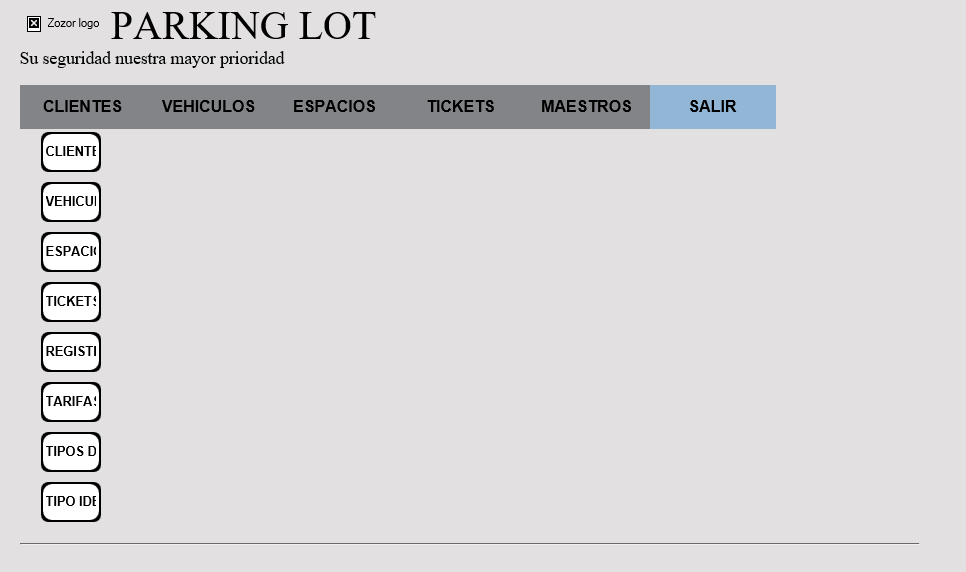 Zozor logo PARKING LOT
Su seguridad nuestra mayor prioridad
CLIENTES VEHICULOS ESPACIOS TICKETS MAESTROS SALIR
CLIENTE
VEHICUL
ESPACIO
TICKETS
REGISTI
TARIFAS
TIPOS D
TIPO IDE